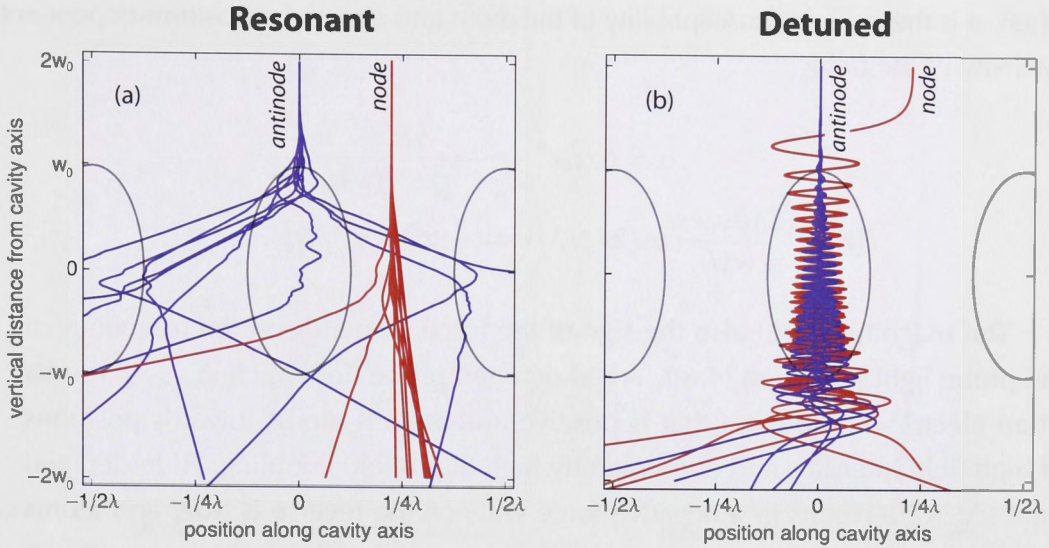 Resonant
Detuned
2w₀
w₀
0
−w₀
−2w₀
vertical distance from cavity axis
(a)
antinode
node
(b)
antinode
node
-1/2λ
-1/4λ
0
1/4λ
1/2λ
position along cavity axis
-1/2λ
-1/4λ
0
1/4λ
1/2λ
position along cavity axis